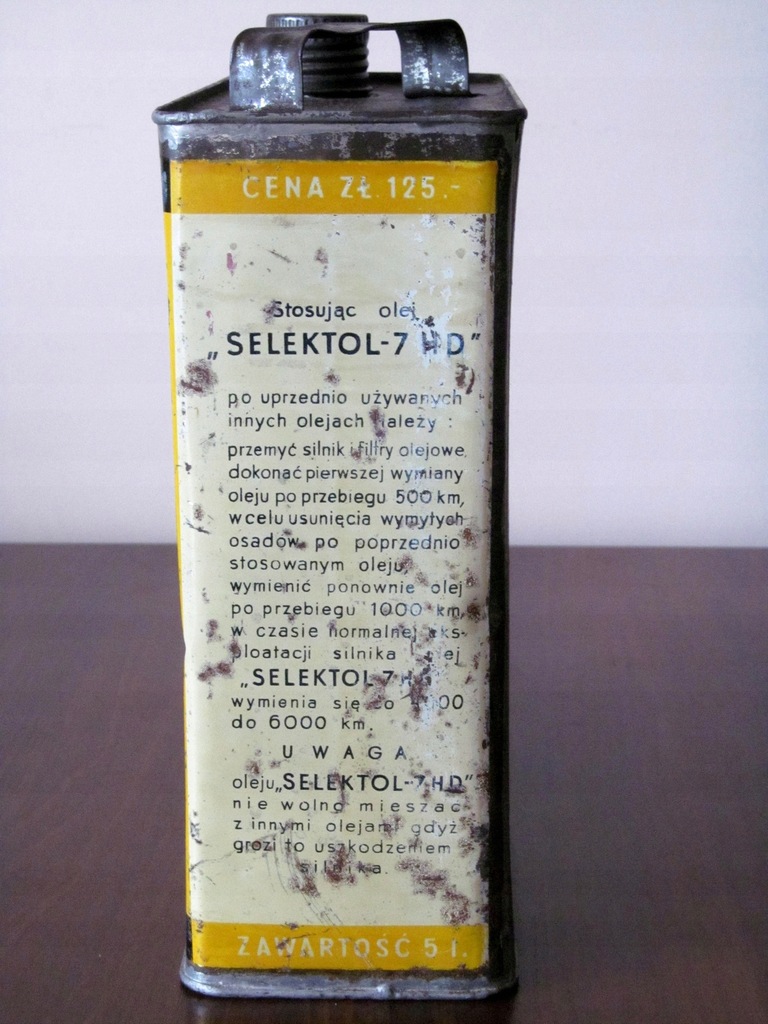 CENA ZŁ. 125.-
Stosując olej
„SELEKTOL-7 HD"
po uprzednio używanych
innych olejach należy :
przemyć silnik i filtry olejowe,
dokonać pierwszej wymiany
oleju po przebiegu 500 km,
w celu usunięcia wymytych
osadów po poprzednio
stosowanym oleju,
wymienić ponownie olej
po przebiegu 1000 km,
w czasie normalnej eks-
ploatacji silnika olej
„SELEKTOL 7 HD
wymienia się co 4000
do 6000 km.
UWAGA
oleju „SELEKTOL-7HD"
nie wolno mieszać
z innymi olejami gdyż
grozi to uszkodzeniem
silnika.
ZAWARTOŚĆ 5 l.